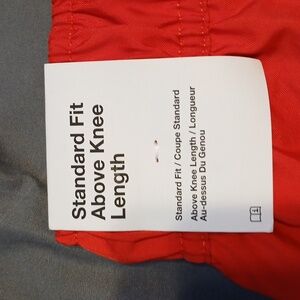 Standard Fit
Above Knee
Length
Standard Fit / Coupe Standard
Above Knee Length / Longueur
Au-dessus Du Genou